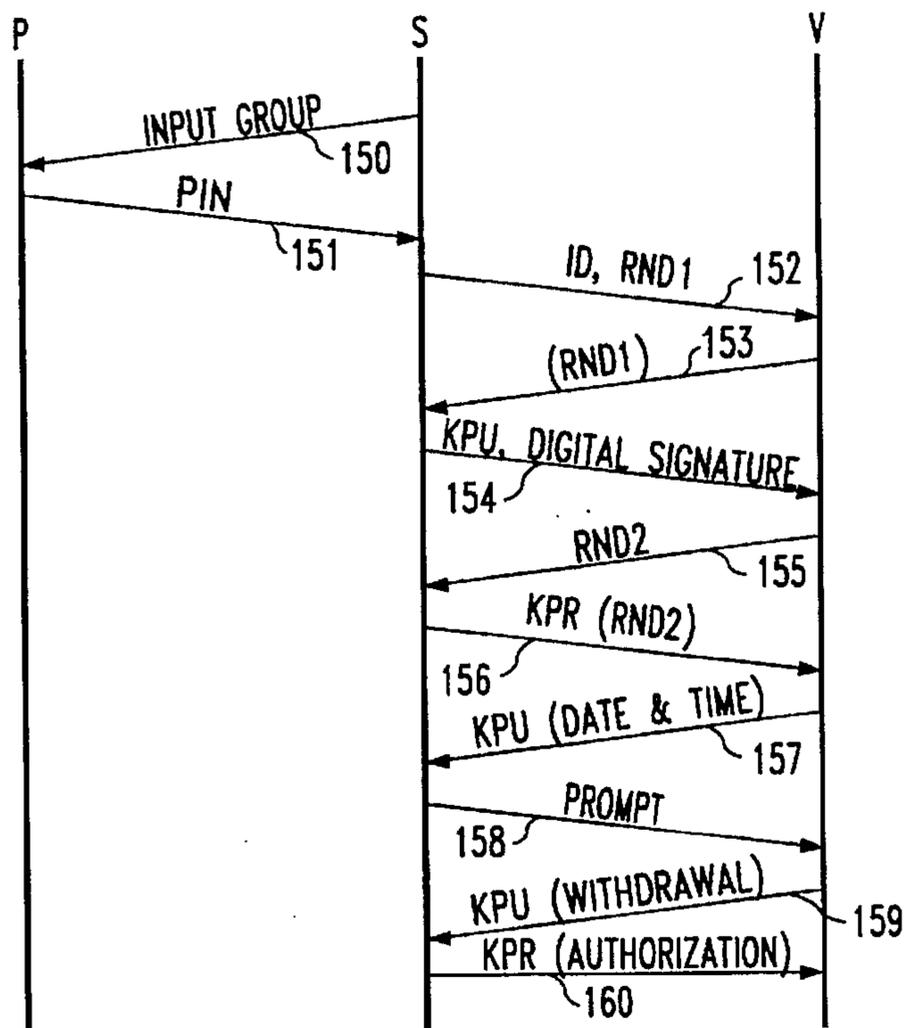 P S V
INPUT GROUP
150
PIN
151
ID, RND1
152
(RND1)
153
KPU, DIGITAL SIGNATURE
154
RND2
155
KPR (RND2)
156
KPU (DATE & TIME)
157
PROMPT
158
KPU (WITHDRAWAL)
159
KPR (AUTHORIZATION)
160